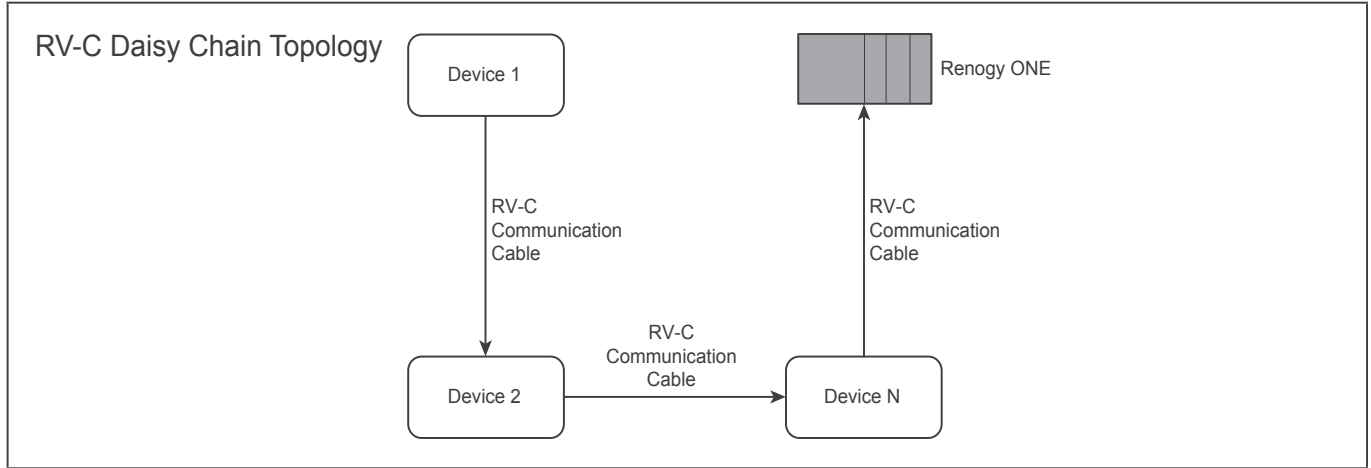 RV-C Daisy Chain Topology
Device 1
Renogy ONE
RV-C
Communication
Cable
RV-C
Communication
Cable
RV-C
Communication
Cable
Device 2
Device N